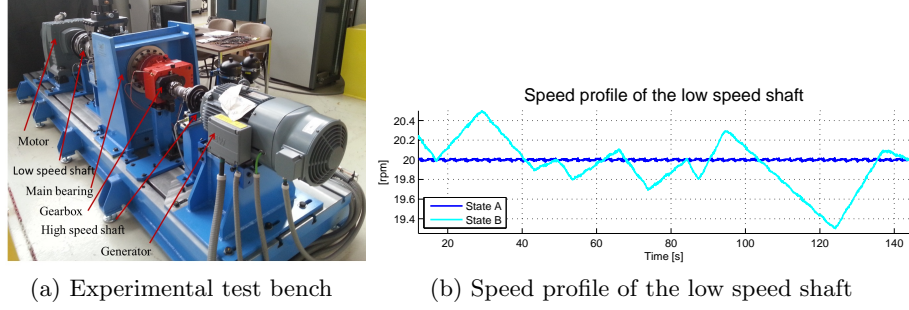 Motor
Low speed shaft
Main bearing
Gearbox
High speed shaft
Generator
(a) Experimental test bench
Speed profile of the low speed shaft
[rpm]
20.4
20.2
20
19.8
19.6
19.4
State A
State B
20 40 60 80 100 120 140
Time [s]
(b) Speed profile of the low speed shaft